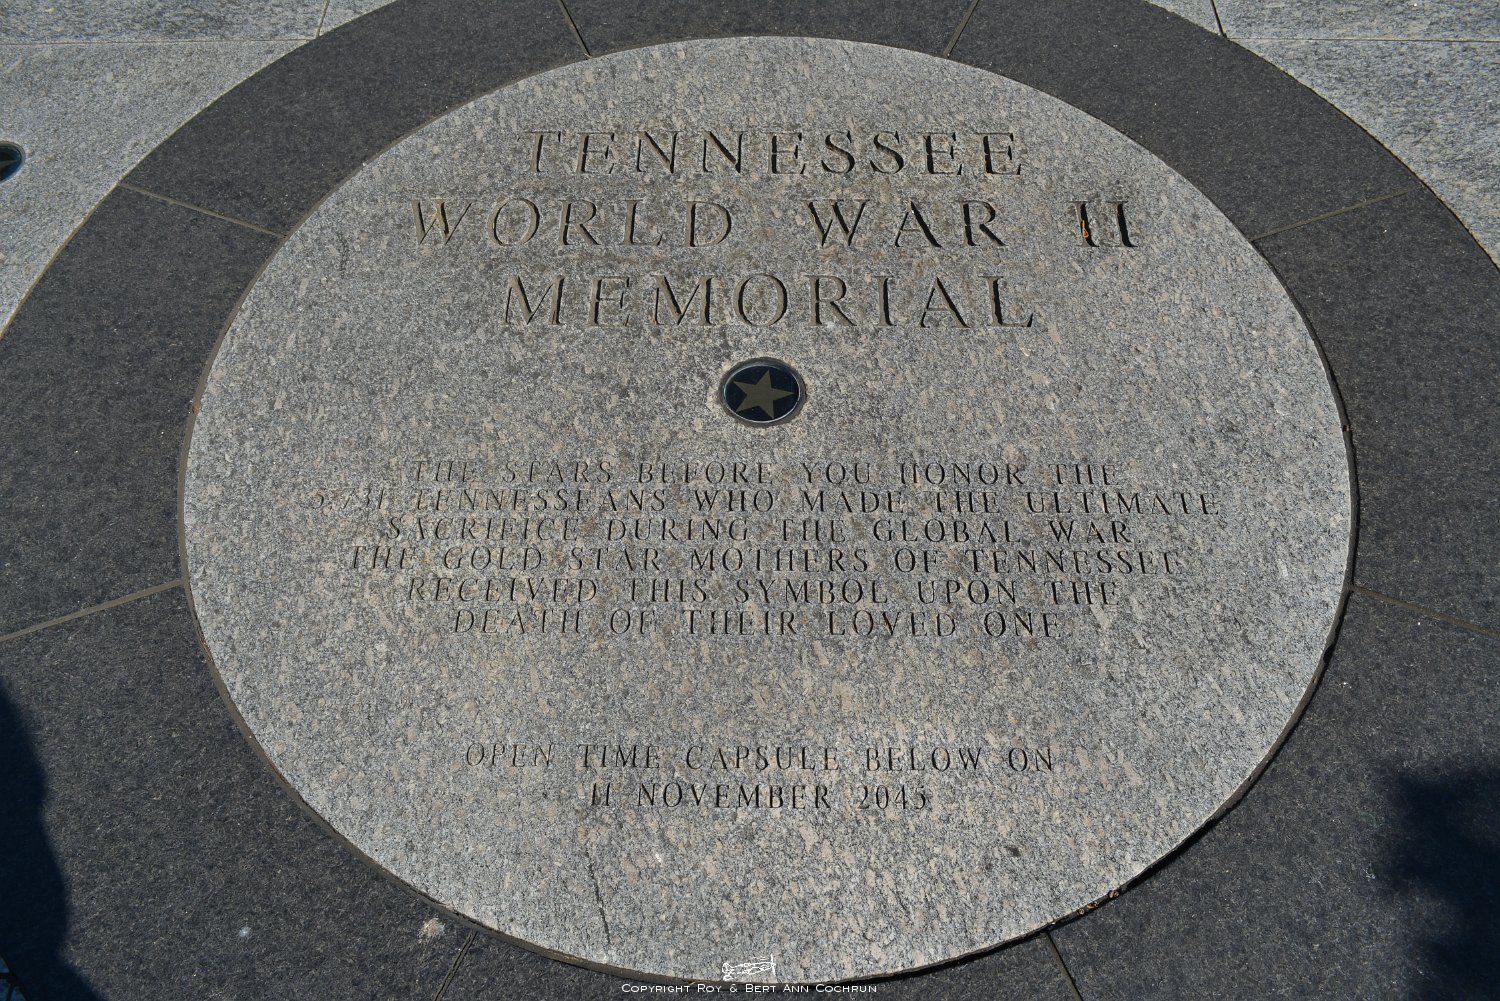 TENNESSEE
WORLD WAR II
MEMORIAL
THE STARS BEFORE YOU HONOR THE
5,731 TENNESSEANS WHO MADE THE ULTIMATE
SACRIFICE DURING THE GLOBAL WAR.
THE GOLD STAR MOTHERS OF TENNESSEE
RECEIVED THIS SYMBOL UPON THE
DEATH OF THEIR LOVED ONE.
OPEN TIME CAPSULE BELOW ON
11 NOVEMBER 2045
Copyright Roy & Bert Ann Cochrun